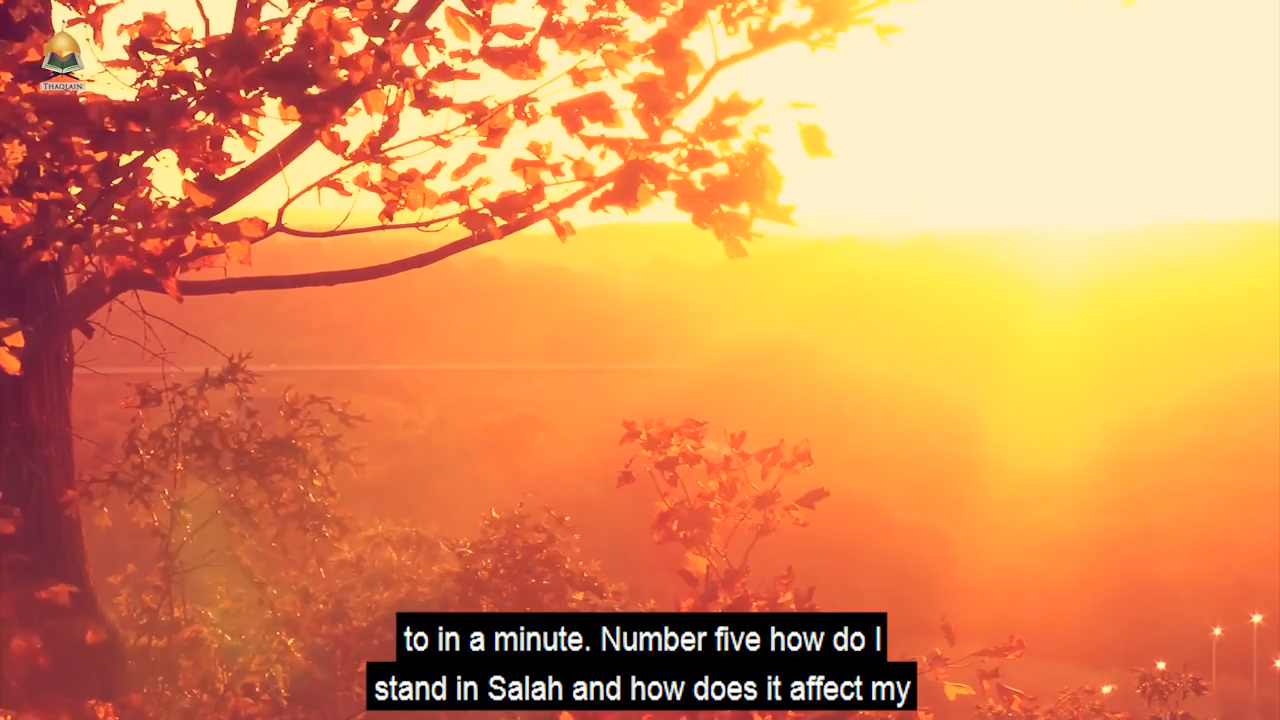 THAQLAIN
to in a minute. Number five how do I
stand in Salah and how does it affect my